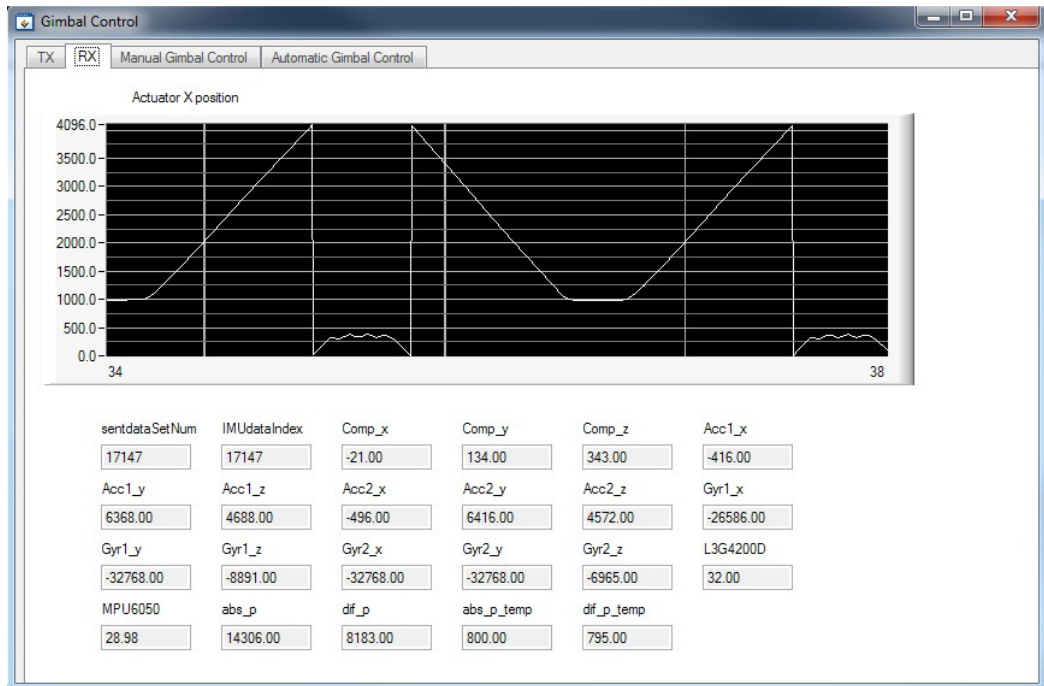 Gimbal Control
TX RX Manual Gimbal Control Automatic Gimbal Control
Actuator X position
4096.0
3500.0
3000.0
2500.0
2000.0
1500.0
1000.0
500.0
0.0
34 38
sentdataSetNum IMUdataIndex Comp_x Comp_y Comp_z Acc1_x
17147 17147 -21.00 134.00 343.00 -416.00
Acc1_y Acc1_z Acc2_x Acc2_y Acc2_z Gyr1_x
6368.00 4688.00 -496.00 6416.00 4572.00 -26586.00
Gyr1_y Gyr1_z Gyr2_x Gyr2_y Gyr2_z L3G4200D
-32768.00 -8891.00 -32768.00 -32768.00 -6965.00 32.00
MPU6050 abs_p dif_p abs_p_temp dif_p_temp
28.98 14306.00 8183.00 800.00 795.00